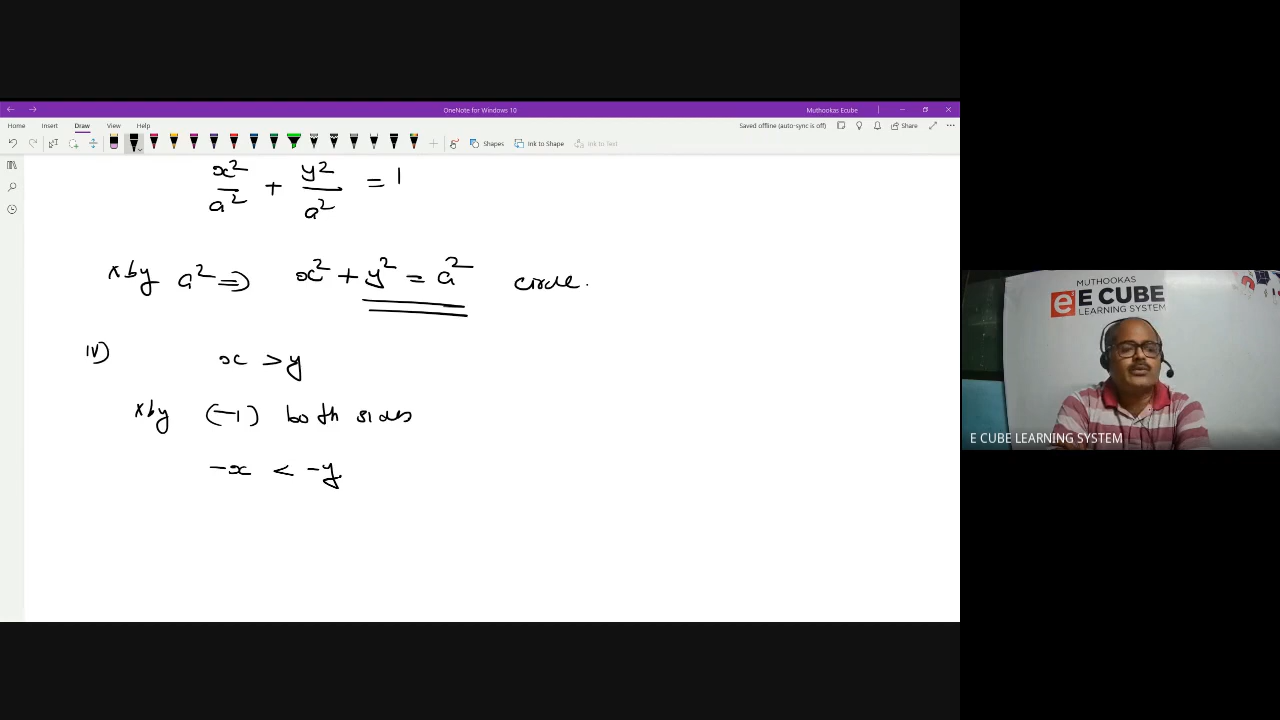 OneNote for Windows 10
Muthookas Ecube
Home Insert Draw View Help
Saved offline (auto-sync is off)
Share
Shapes
Ink to Shape
Ink to Text
x²/a² + y²/a² = 1
× by a² ⇒ x² + y² = a² circle.
iv) x > y
× by (-1) both sides
-x < -y
MUTHOOKAS
e³ E CUBE
LEARNING SYSTEM
E CUBE LEARNING SYSTEM